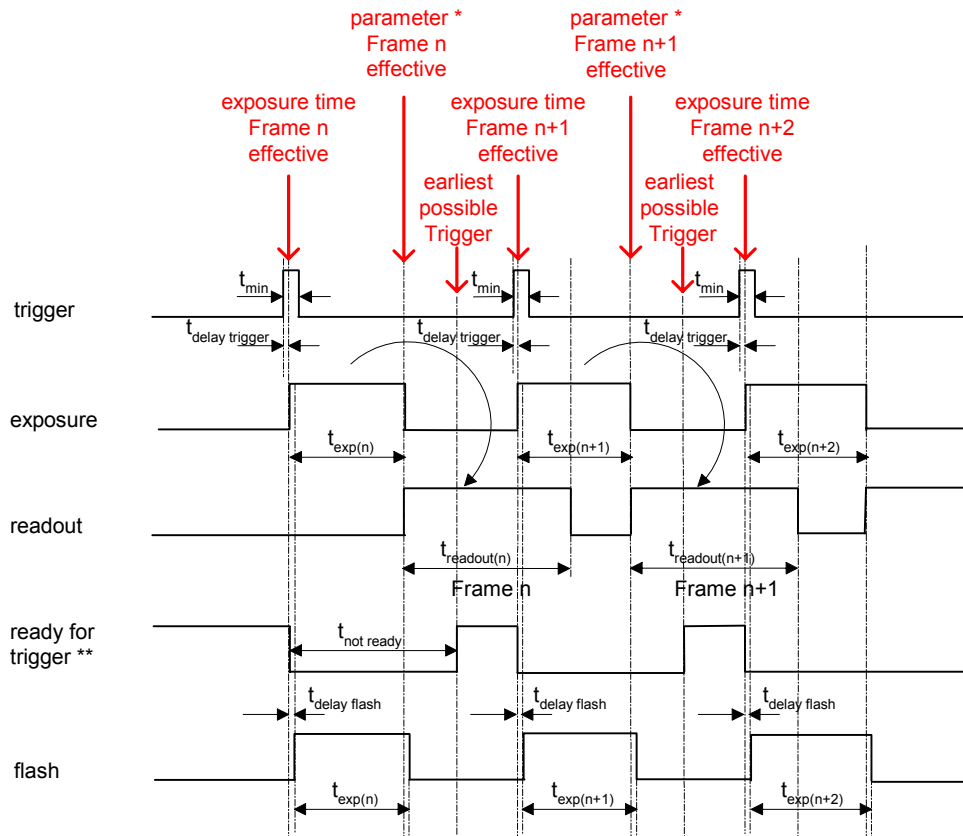 parameter *
Frame n
effective
parameter *
Frame n+1
effective
exposure time
Frame n
effective
exposure time
Frame n+1
effective
exposure time
Frame n+2
effective
earliest
possible
Trigger
earliest
possible
Trigger
trigger
tmin
tmin
tmin
tdelay trigger
tdelay trigger
tdelay trigger
exposure
texp(n)
texp(n+1)
texp(n+2)
readout
treadout(n)
treadout(n+1)
Frame n
Frame n+1
ready for
trigger **
tnot ready
tdelay flash
tdelay flash
tdelay flash
flash
texp(n)
texp(n+1)
texp(n+2)